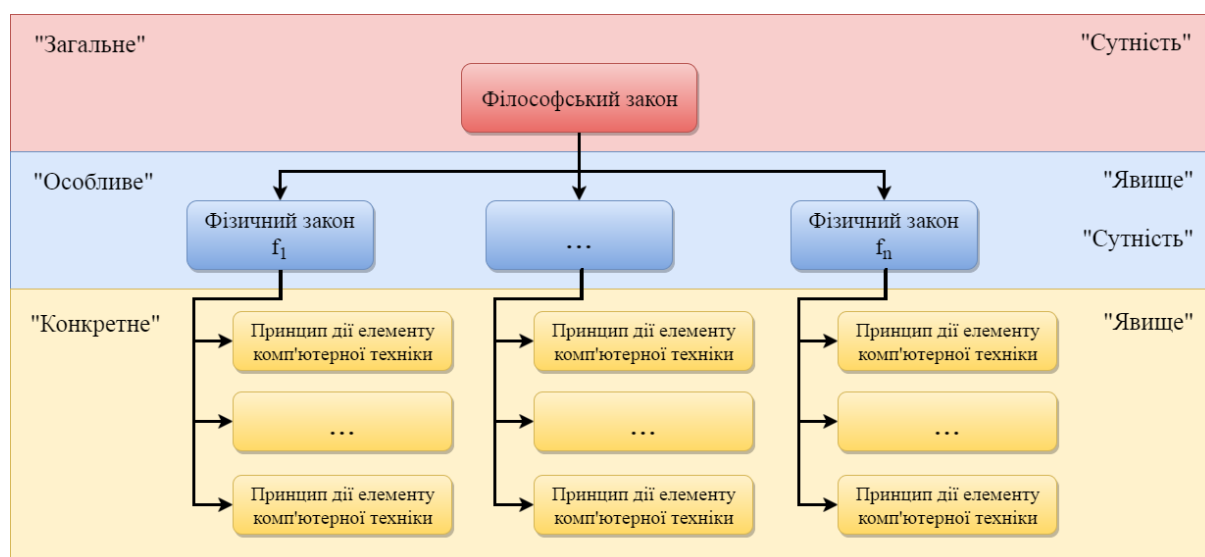 "Загальне"
"Сутність"
Філософський закон
"Особливе"
"Явище"
Фізичний закон
f₁
...
Фізичний закон
fₙ
"Сутність"
"Конкретне"
"Явище"
Принцип дії елементу
комп'ютерної техніки
Принцип дії елементу
комп'ютерної техніки
Принцип дії елементу
комп'ютерної техніки
...
...
...
Принцип дії елементу
комп'ютерної техніки
Принцип дії елементу
комп'ютерної техніки
Принцип дії елементу
комп'ютерної техніки